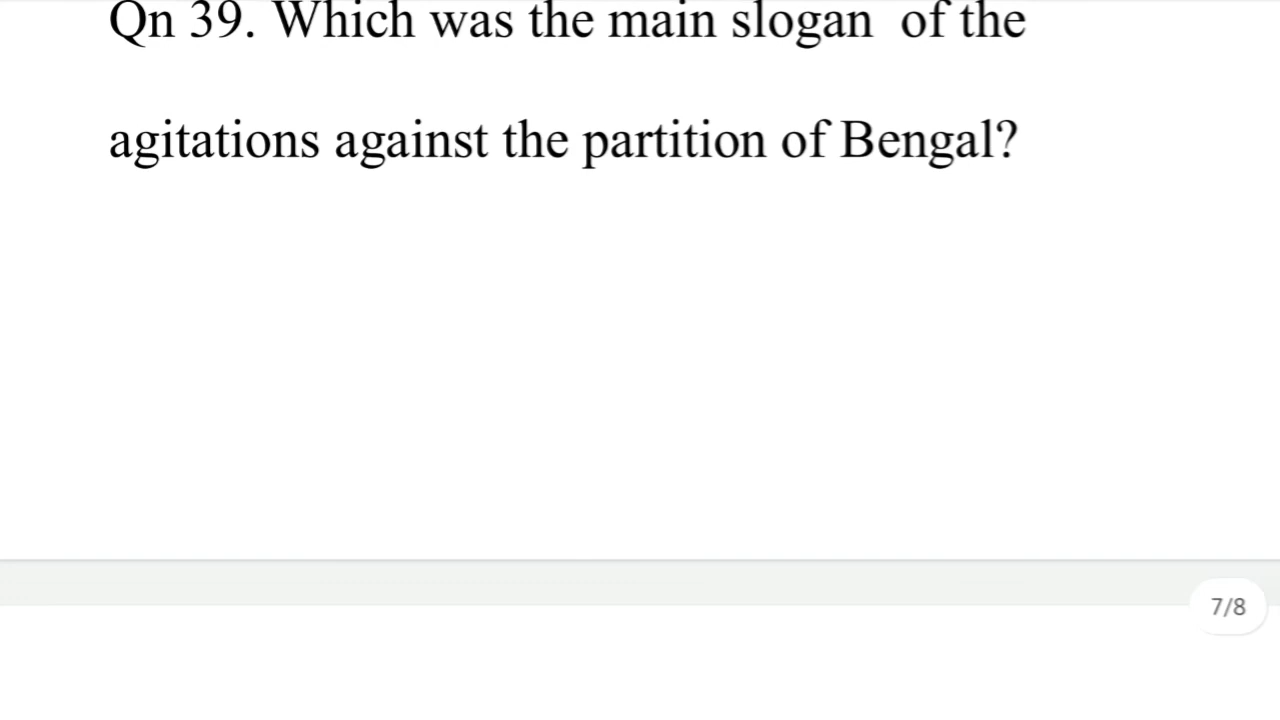 Qn 39. Which was the main slogan of the
agitations against the partition of Bengal?
7/8